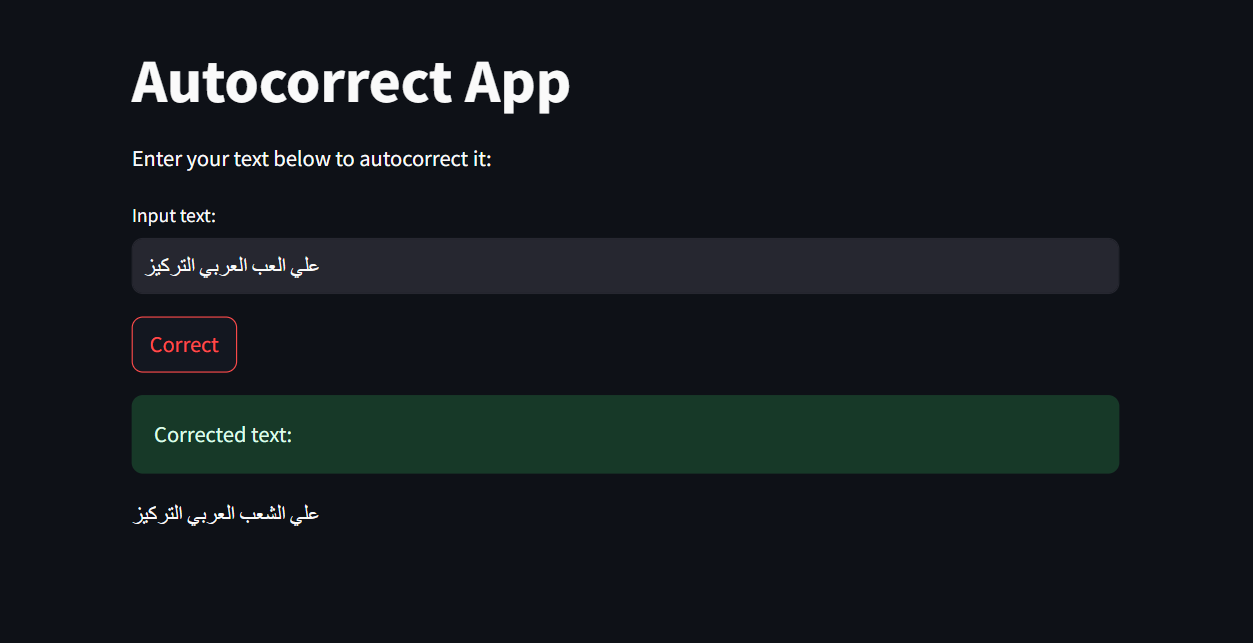 Autocorrect App
Enter your text below to autocorrect it:
Input text:
علي العب العربي التركيز
Correct
Corrected text:
علي الشعب العربي التركيز